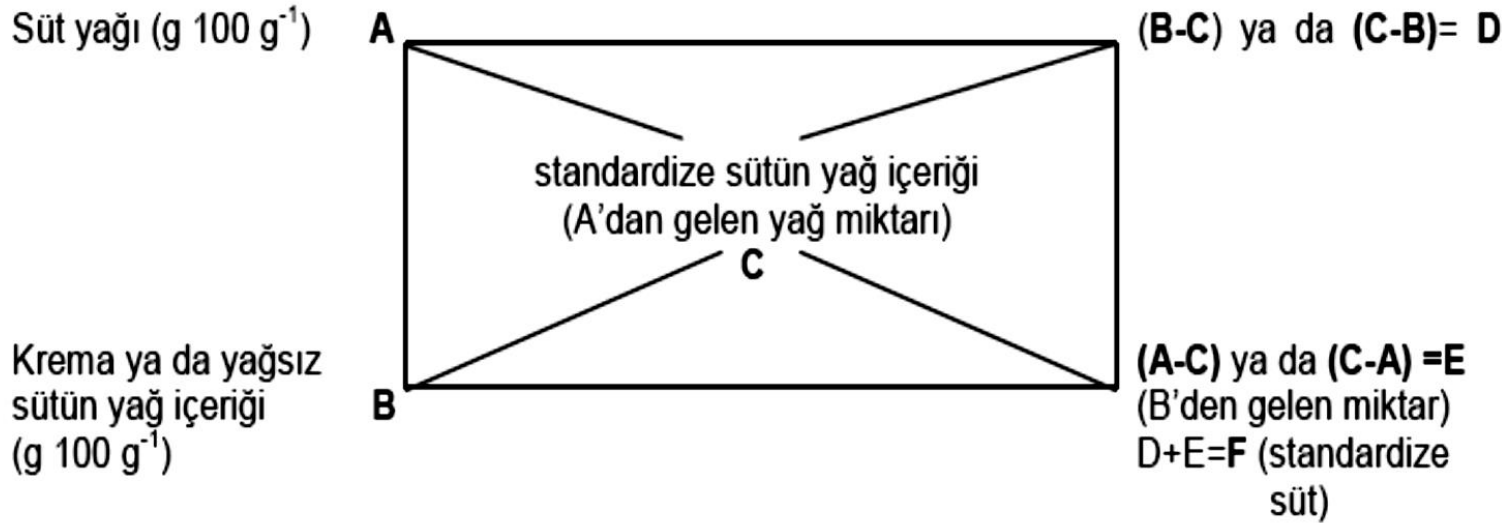 Süt yağı (g 100 g⁻¹)
A
(B-C) ya da (C-B)= D
standardize sütün yağ içeriği
(A’dan gelen yağ miktarı)
C
Krema ya da yağsız
sütün yağ içeriği
(g 100 g⁻¹)
B
(A-C) ya da (C-A) =E
(B’den gelen miktar)
D+E=F (standardize
süt)